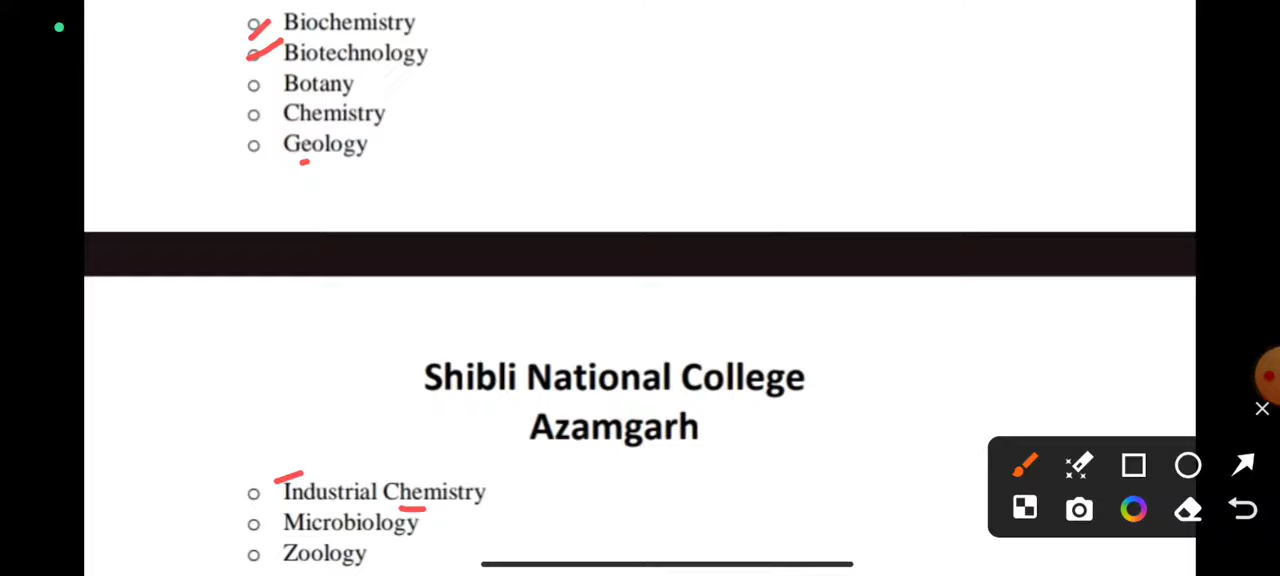 Biochemistry
Biotechnology
Botany
Chemistry
Geology
Shibli National College
Azamgarh
Industrial Chemistry
Microbiology
Zoology